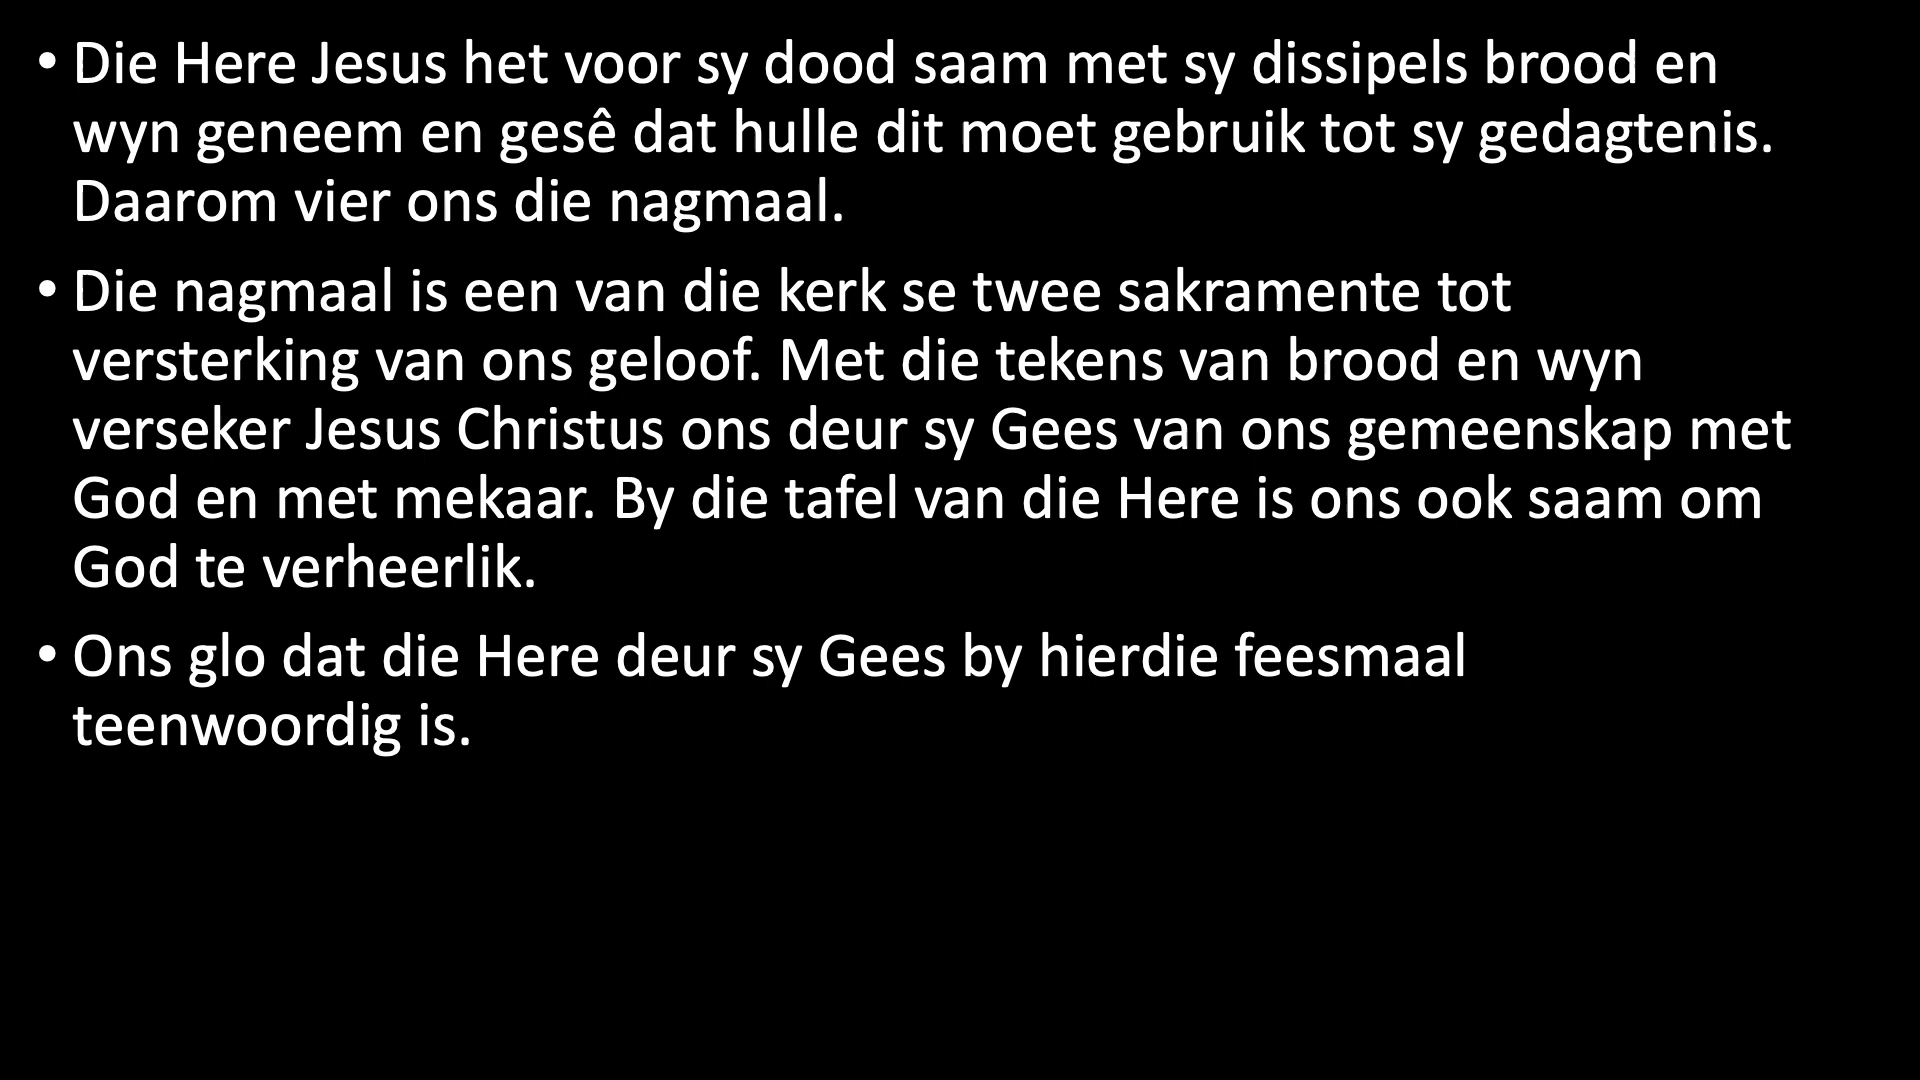 • Die Here Jesus het voor sy dood saam met sy dissipels brood en
wyn geneem en gesê dat hulle dit moet gebruik tot sy gedagtenis.
Daarom vier ons die nagmaal.
• Die nagmaal is een van die kerk se twee sakramente tot
versterking van ons geloof. Met die tekens van brood en wyn
verseker Jesus Christus ons deur sy Gees van ons gemeenskap met
God en met mekaar. By die tafel van die Here is ons ook saam om
God te verheerlik.
• Ons glo dat die Here deur sy Gees by hierdie feesmaal
teenwoordig is.